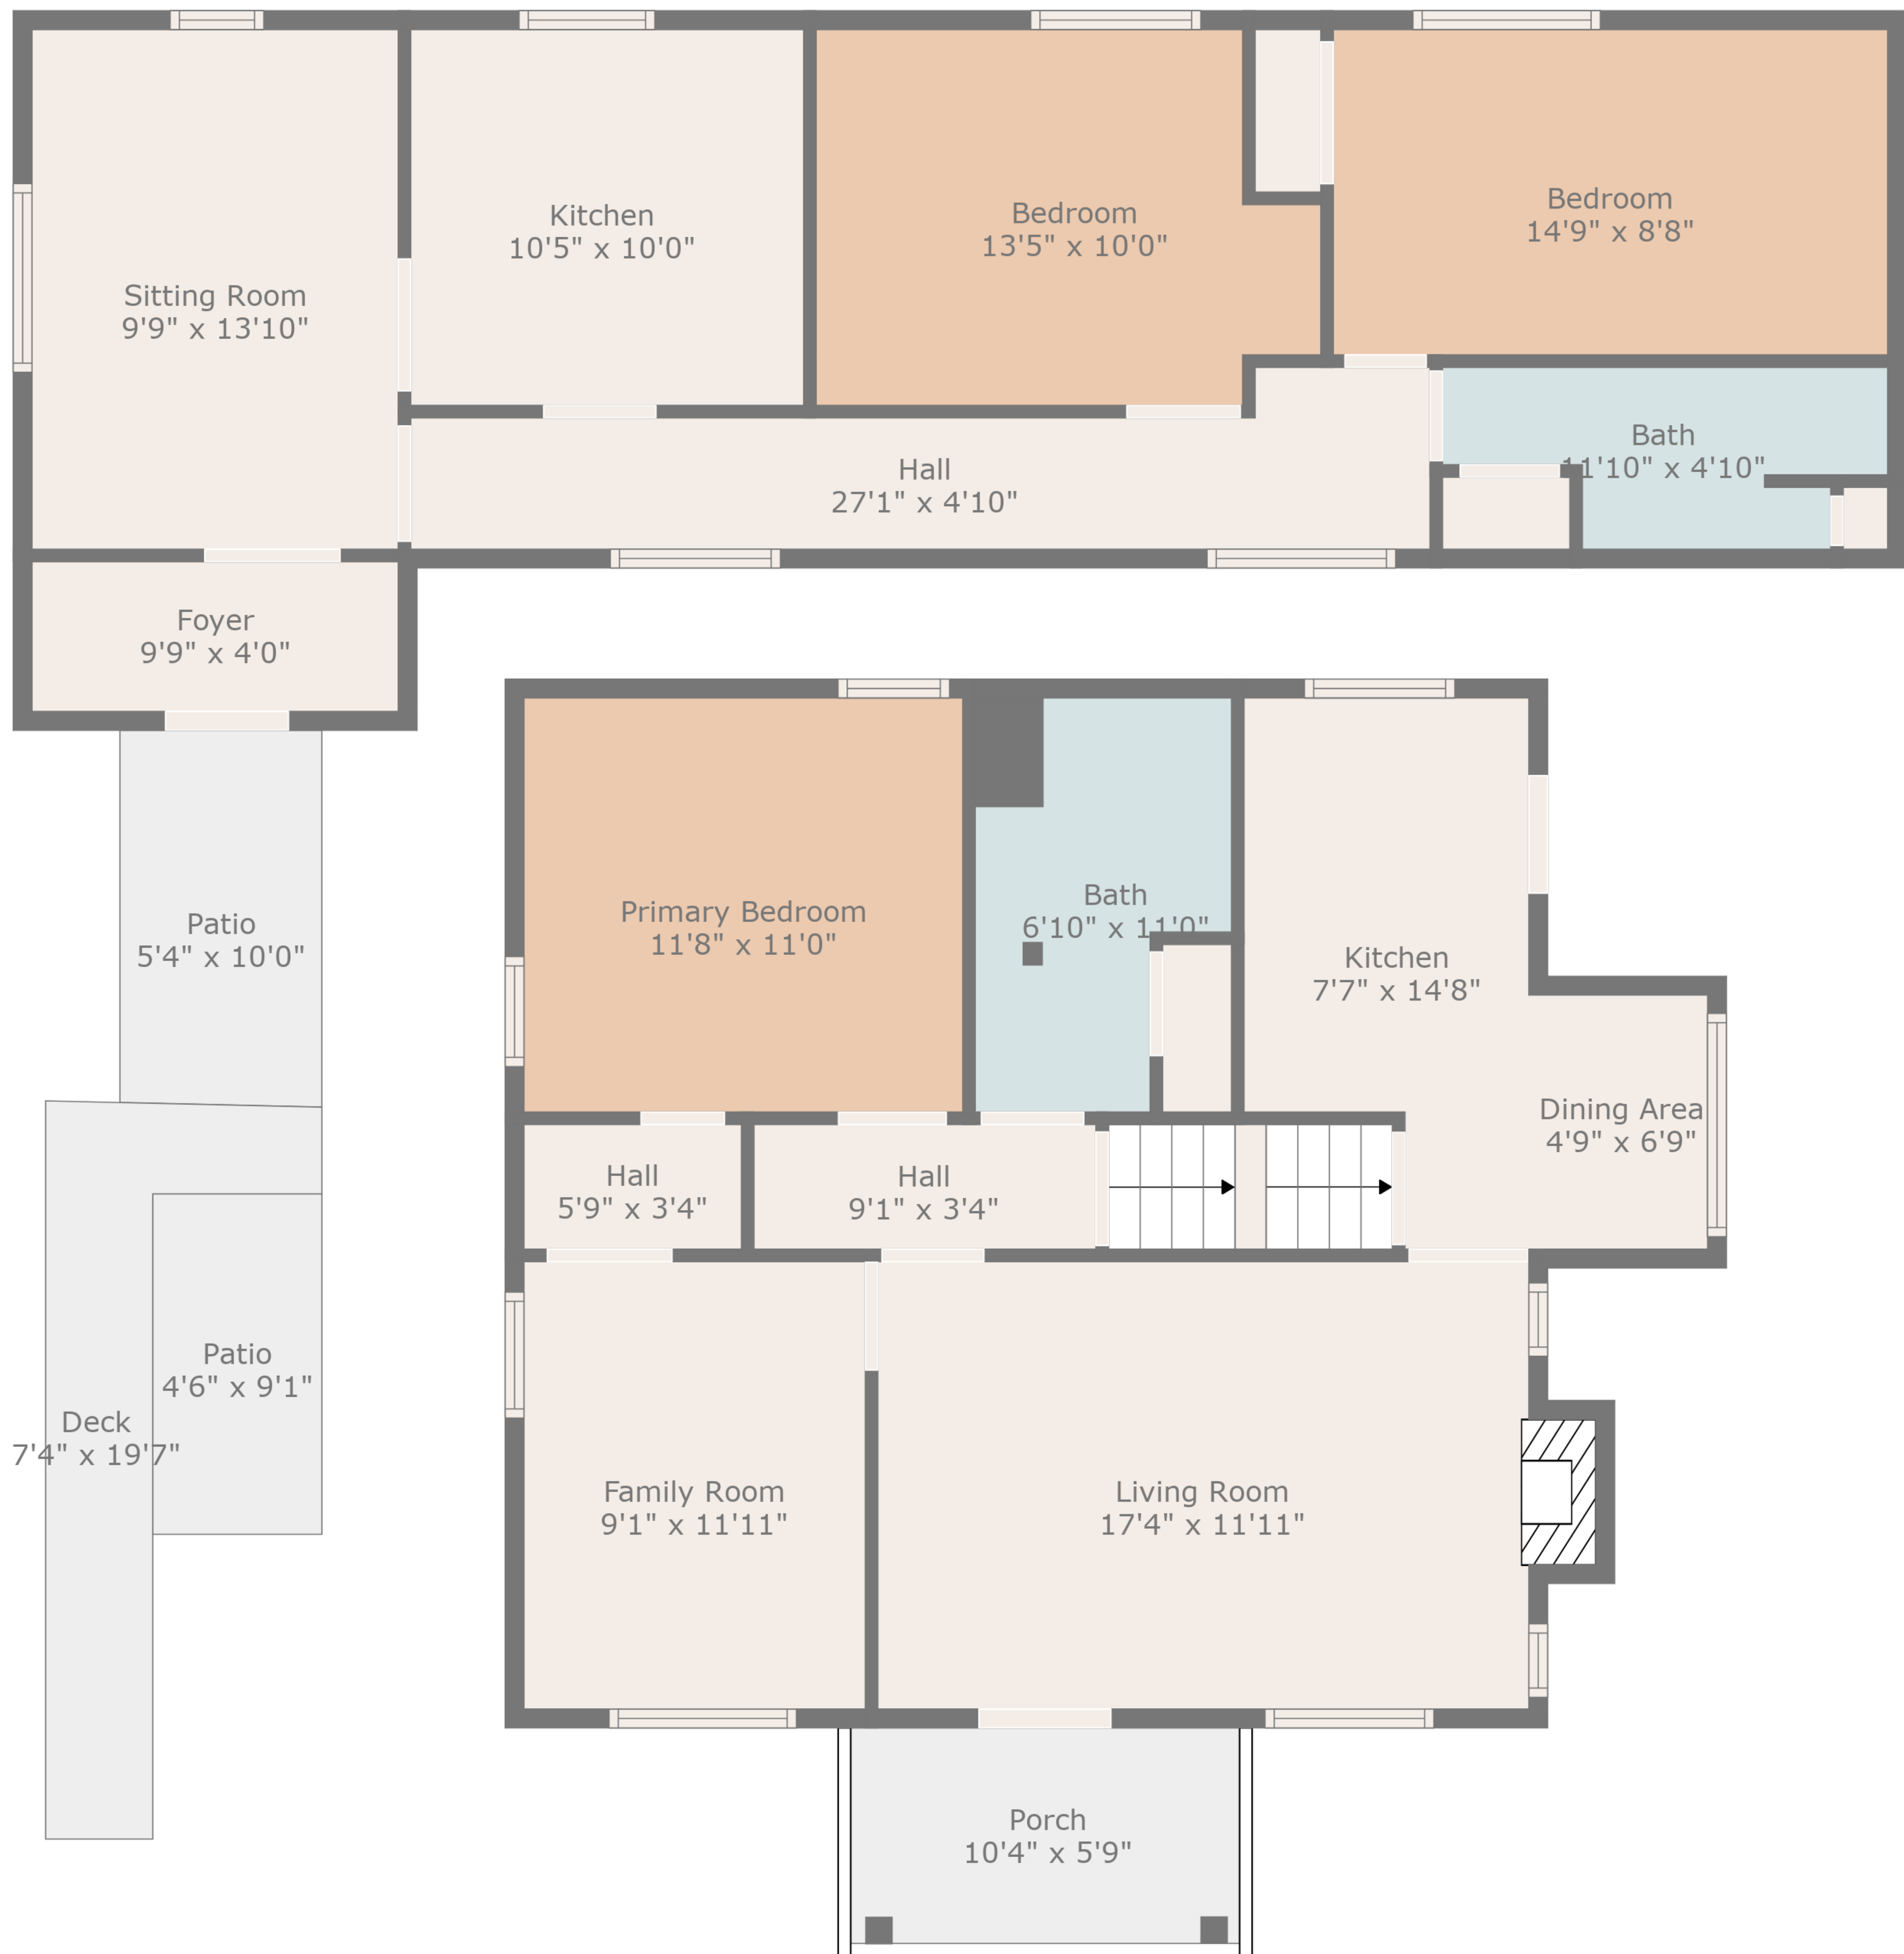 Kitchen
10'5" x 10'0"
Bedroom
13'5" x 10'0"
Bedroom
14'9" x 8'8"
Sitting Room
9'9" x 13'10"
Bath
11'10" x 4'10"
Hall
27'1" x 4'10"
Foyer
9'9" x 4'0"
Patio
5'4" x 10'0"
Primary Bedroom
11'8" x 11'0"
Bath
6'10" x 11'0"
Kitchen
7'7" x 14'8"
Dining Area
4'9" x 6'9"
Hall
5'9" x 3'4"
Hall
9'1" x 3'4"
Patio
4'6" x 9'1"
Deck
7'4" x 19'7"
Family Room
9'1" x 11'11"
Living Room
17'4" x 11'11"
Porch
10'4" x 5'9"